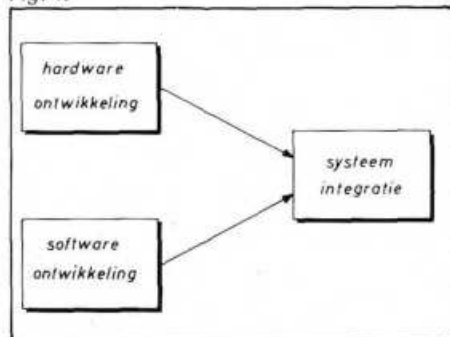 hardware
ontwikkeling
systeem
integratie
software
ontwikkeling